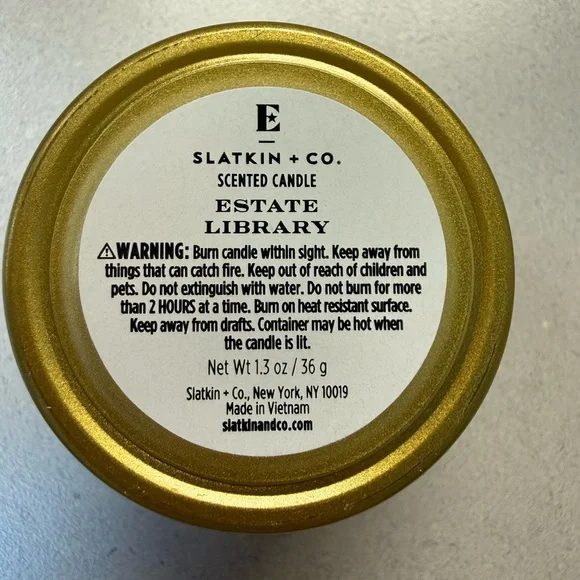 E
SLATKIN + CO.
SCENTED CANDLE
ESTATE
LIBRARY
⚠WARNING: Burn candle within sight. Keep away from
things that can catch fire. Keep out of reach of children and
pets. Do not extinguish with water. Do not burn for more
than 2 HOURS at a time. Burn on heat resistant surface.
Keep away from drafts. Container may be hot when
the candle is lit.
Net Wt 1.3 oz / 36 g
Slatkin + Co., New York, NY 10019
Made in Vietnam
slatkinandco.com